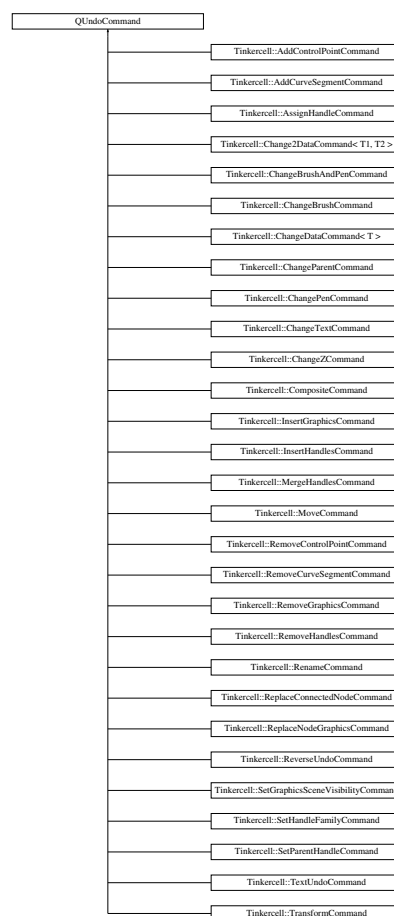 QUndoCommand
Tinkercell::AddControlPointCommand
Tinkercell::AddCurveSegmentCommand
Tinkercell::AssignHandleCommand
Tinkercell::Change2DataCommand< T1, T2 >
Tinkercell::ChangeBrushAndPenCommand
Tinkercell::ChangeBrushCommand
Tinkercell::ChangeDataCommand< T >
Tinkercell::ChangeParentCommand
Tinkercell::ChangePenCommand
Tinkercell::ChangeTextCommand
Tinkercell::ChangeZCommand
Tinkercell::CompositeCommand
Tinkercell::InsertGraphicsCommand
Tinkercell::InsertHandlesCommand
Tinkercell::MergeHandlesCommand
Tinkercell::MoveCommand
Tinkercell::RemoveControlPointCommand
Tinkercell::RemoveCurveSegmentCommand
Tinkercell::RemoveGraphicsCommand
Tinkercell::RemoveHandlesCommand
Tinkercell::RenameCommand
Tinkercell::ReplaceConnectedNodeCommand
Tinkercell::ReplaceNodeGraphicsCommand
Tinkercell::ReverseUndoCommand
Tinkercell::SetGraphicsSceneVisibilityComman
Tinkercell::SetHandleFamilyCommand
Tinkercell::SetParentHandleCommand
Tinkercell::TextUndoCommand
Tinkercell::TransformCommand